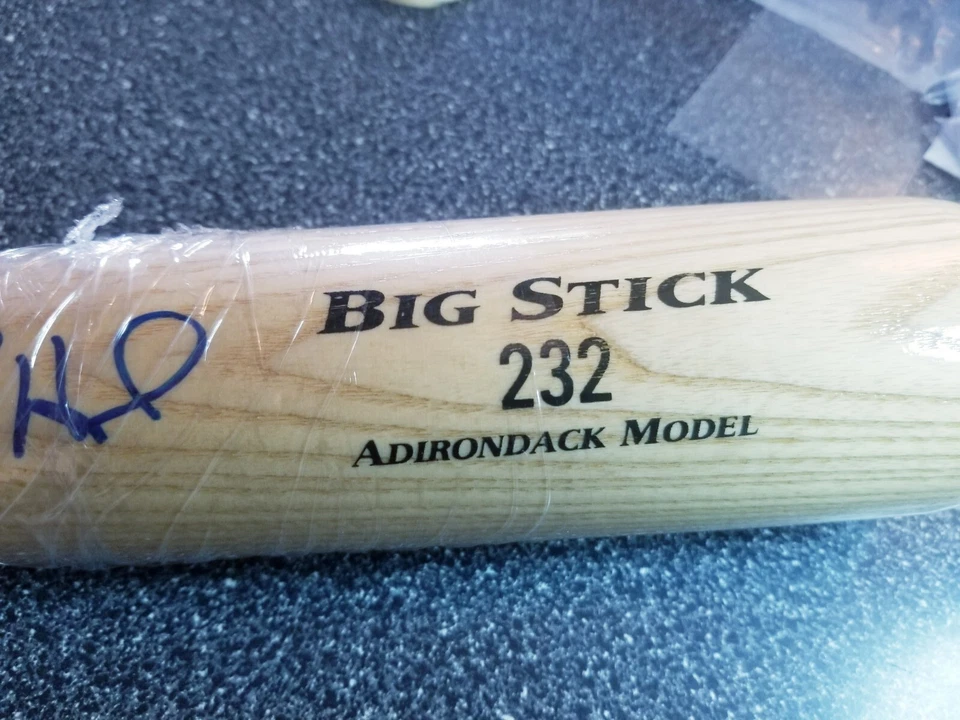 BIG STICK
232
ADIRONDACK MODEL